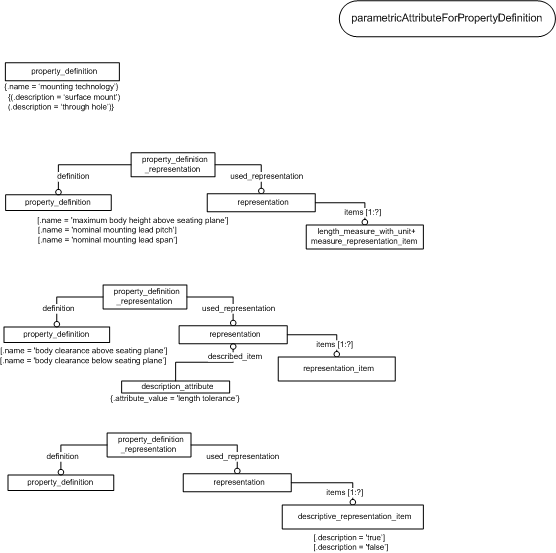 parametricAttributeForPropertyDefinition
property_definition
{.name = 'mounting technology')
{(.description = 'surface mount')
(.description = 'through hole')}
property_definition
_representation
definition
used_representation
property_definition
representation
[.name = 'maximum body height above seating plane']
[.name = 'nominal mounting lead pitch']
[.name = 'nominal mounting lead span']
items [1:?]
length_measure_with_unit+
measure_representation_item
property_definition
_representation
definition
used_representation
property_definition
representation
[.name = 'body clearance above seating plane']
[.name = 'body clearance below seating plane']
items [1:?]
described_item
representation_item
description_attribute
{.attribute_value = 'length tolerance'}
property_definition
_representation
definition
used_representation
property_definition
representation
items [1:?]
descriptive_representation_item
[.description = 'true']
[.description = 'false']